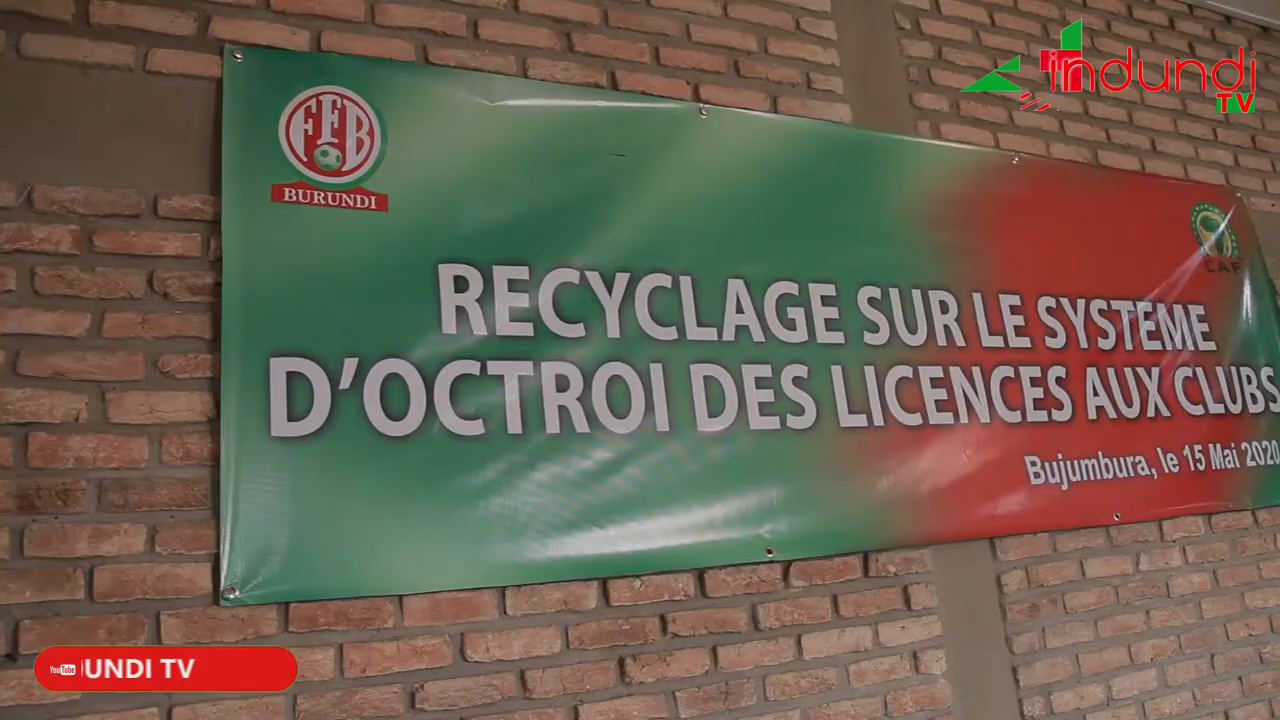 indundi
TV
FFB
BURUNDI
CAF
RECYCLAGE SUR LE SYSTEME
D'OCTROI DES LICENCES AUX CLUBS
Bujumbura, le 15 Mai 2020
YouTube UNDI TV